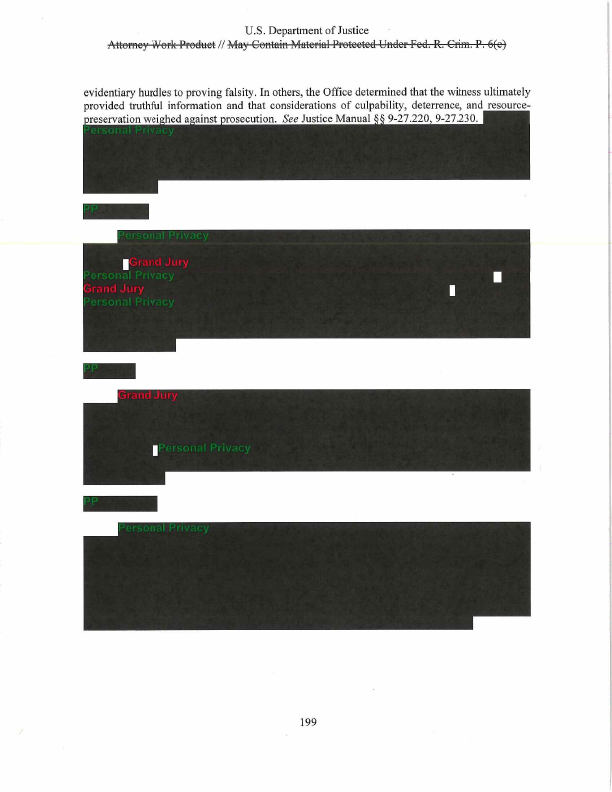 U.S. Department of Justice
Attorney Work Product // May Contain Material Protected Under Fed. R. Crim. P. 6(e)
evidentiary hurdles to proving falsity. In others, the Office determined that the witness ultimately
provided truthful information and that considerations of culpability, deterrence, and resource-
preservation weighed against prosecution. See Justice Manual §§ 9-27.220, 9-27.230.
Personal Privacy
PP
Personal Privacy
Grand Jury
Personal Privacy
Grand Jury
Personal Privacy
PP
Grand Jury
Personal Privacy
PP
Personal Privacy
199